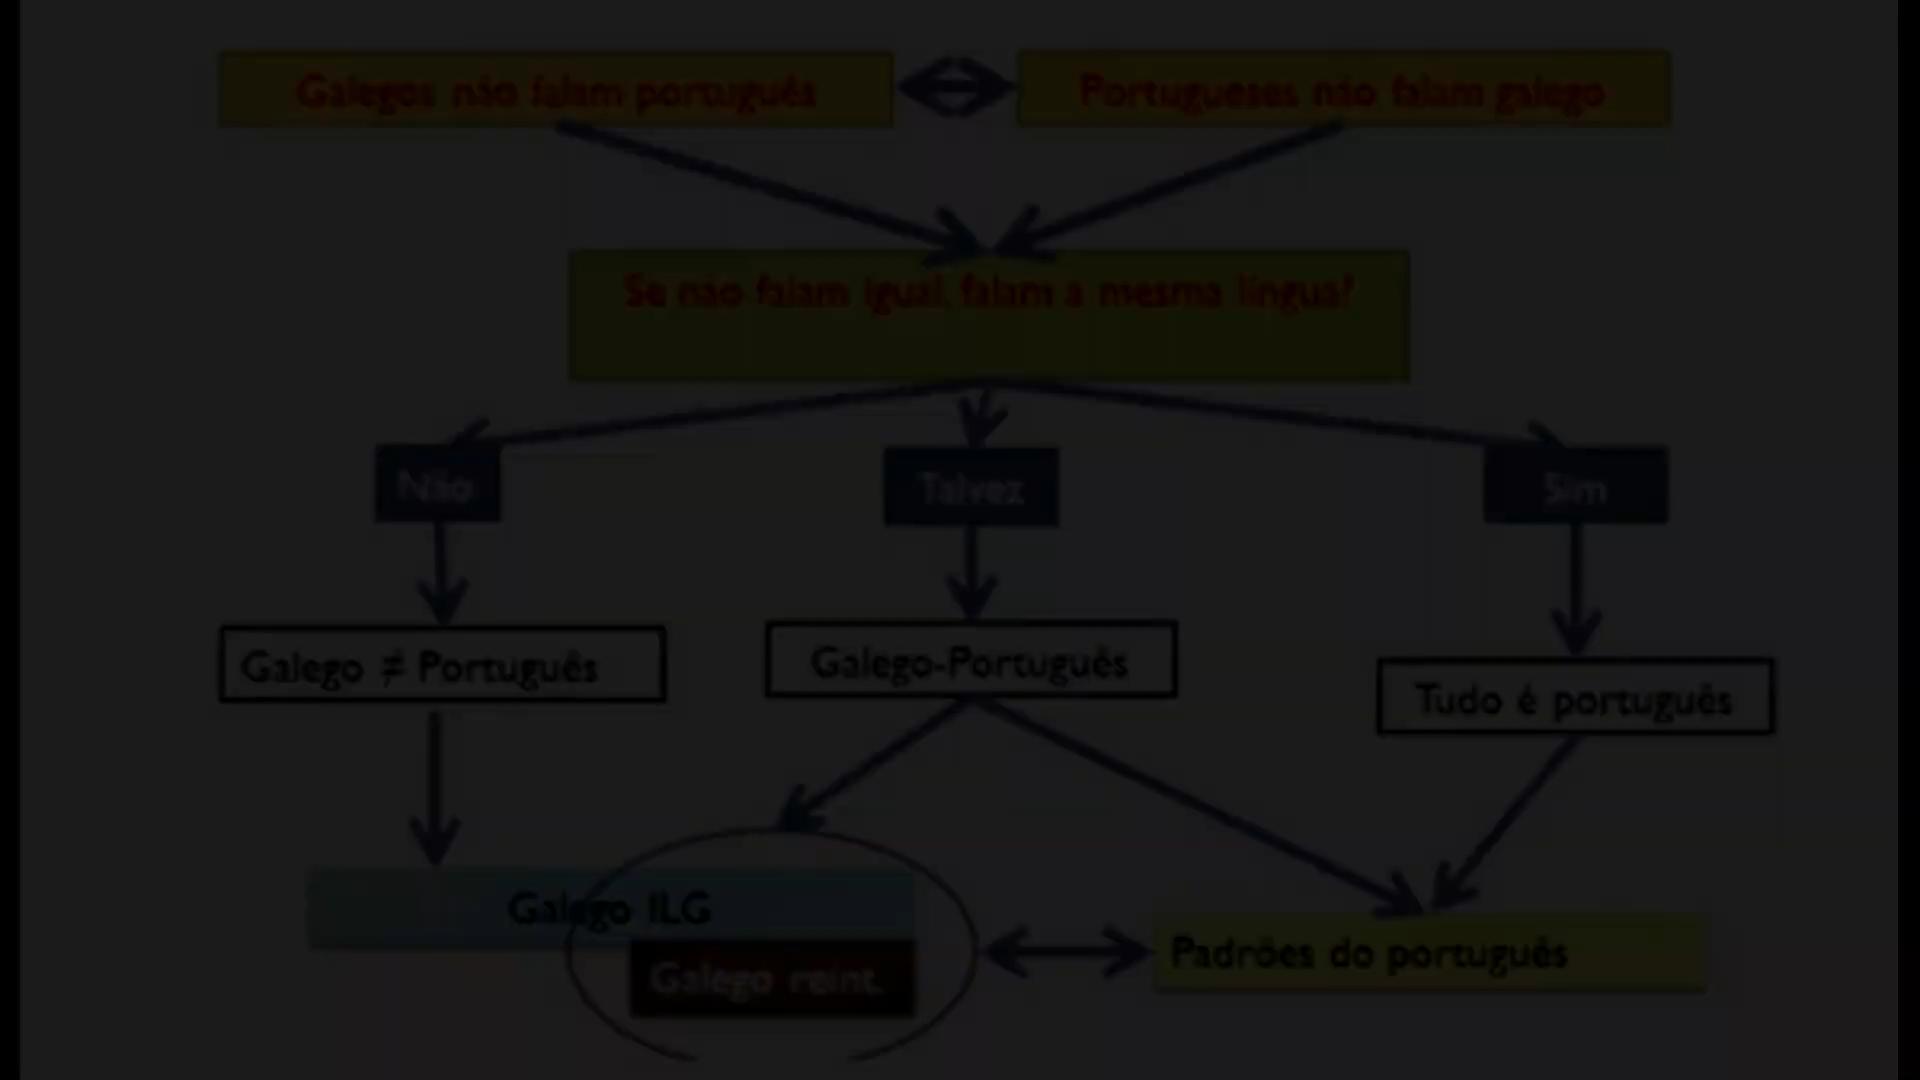 Galegos não falam português
Portugueses não falam galego
Se não falam igual, falam a mesma língua?
Não
Talvez
Sim
Galego ≠ Português
Galego-Português
Tudo é português
Galego ILG
Galego reint.
Padrões do português